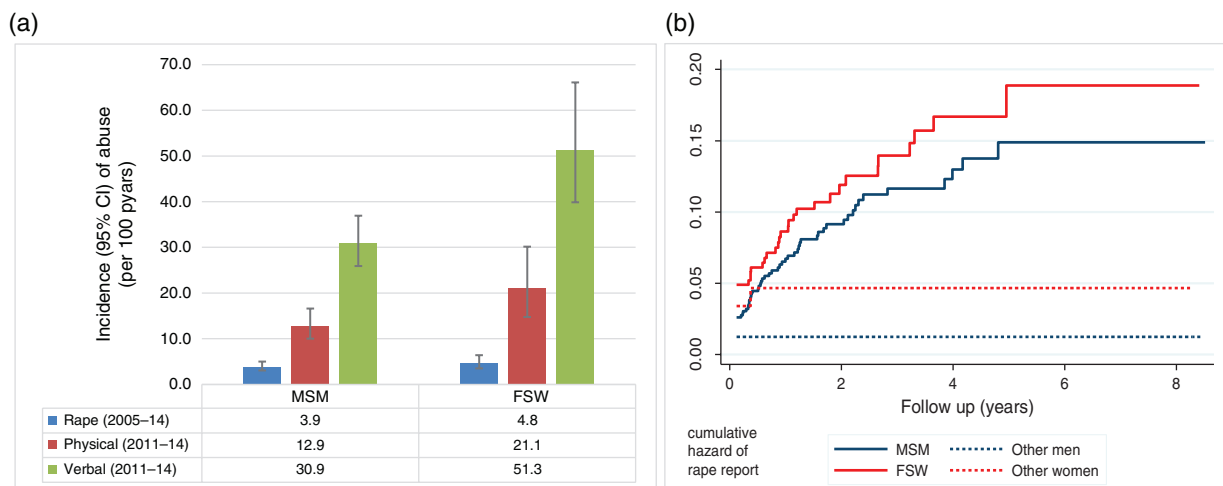 (a)
70.0
60.0
50.0
40.0
30.0
20.0
10.0
0.0
Incidence (95% CI) of abuse
(per 100 pyars)
MSM FSW
Rape (2005–14) 3.9 4.8
Physical (2011–14) 12.9 21.1
Verbal (2011–14) 30.9 51.3
(b)
0.20
0.15
0.10
0.05
0.00
0 2 4 6 8
Follow up (years)
cumulative
hazard of
rape report
MSM Other men
FSW Other women